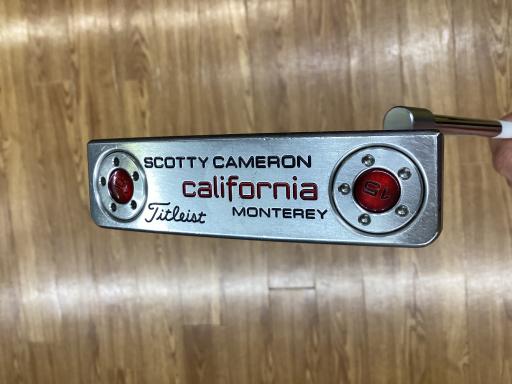 SCOTTY CAMERON
california
Titleist MONTEREY
15